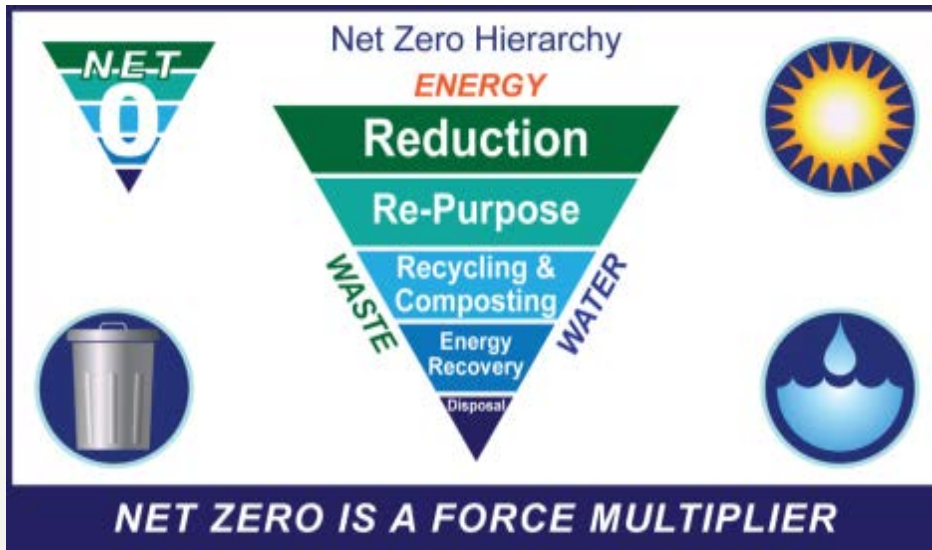 NET
0
Net Zero Hierarchy
ENERGY
Reduction
Re-Purpose
Recycling &
Composting
Energy
Recovery
Disposal
WASTE
WATER
NET ZERO IS A FORCE MULTIPLIER